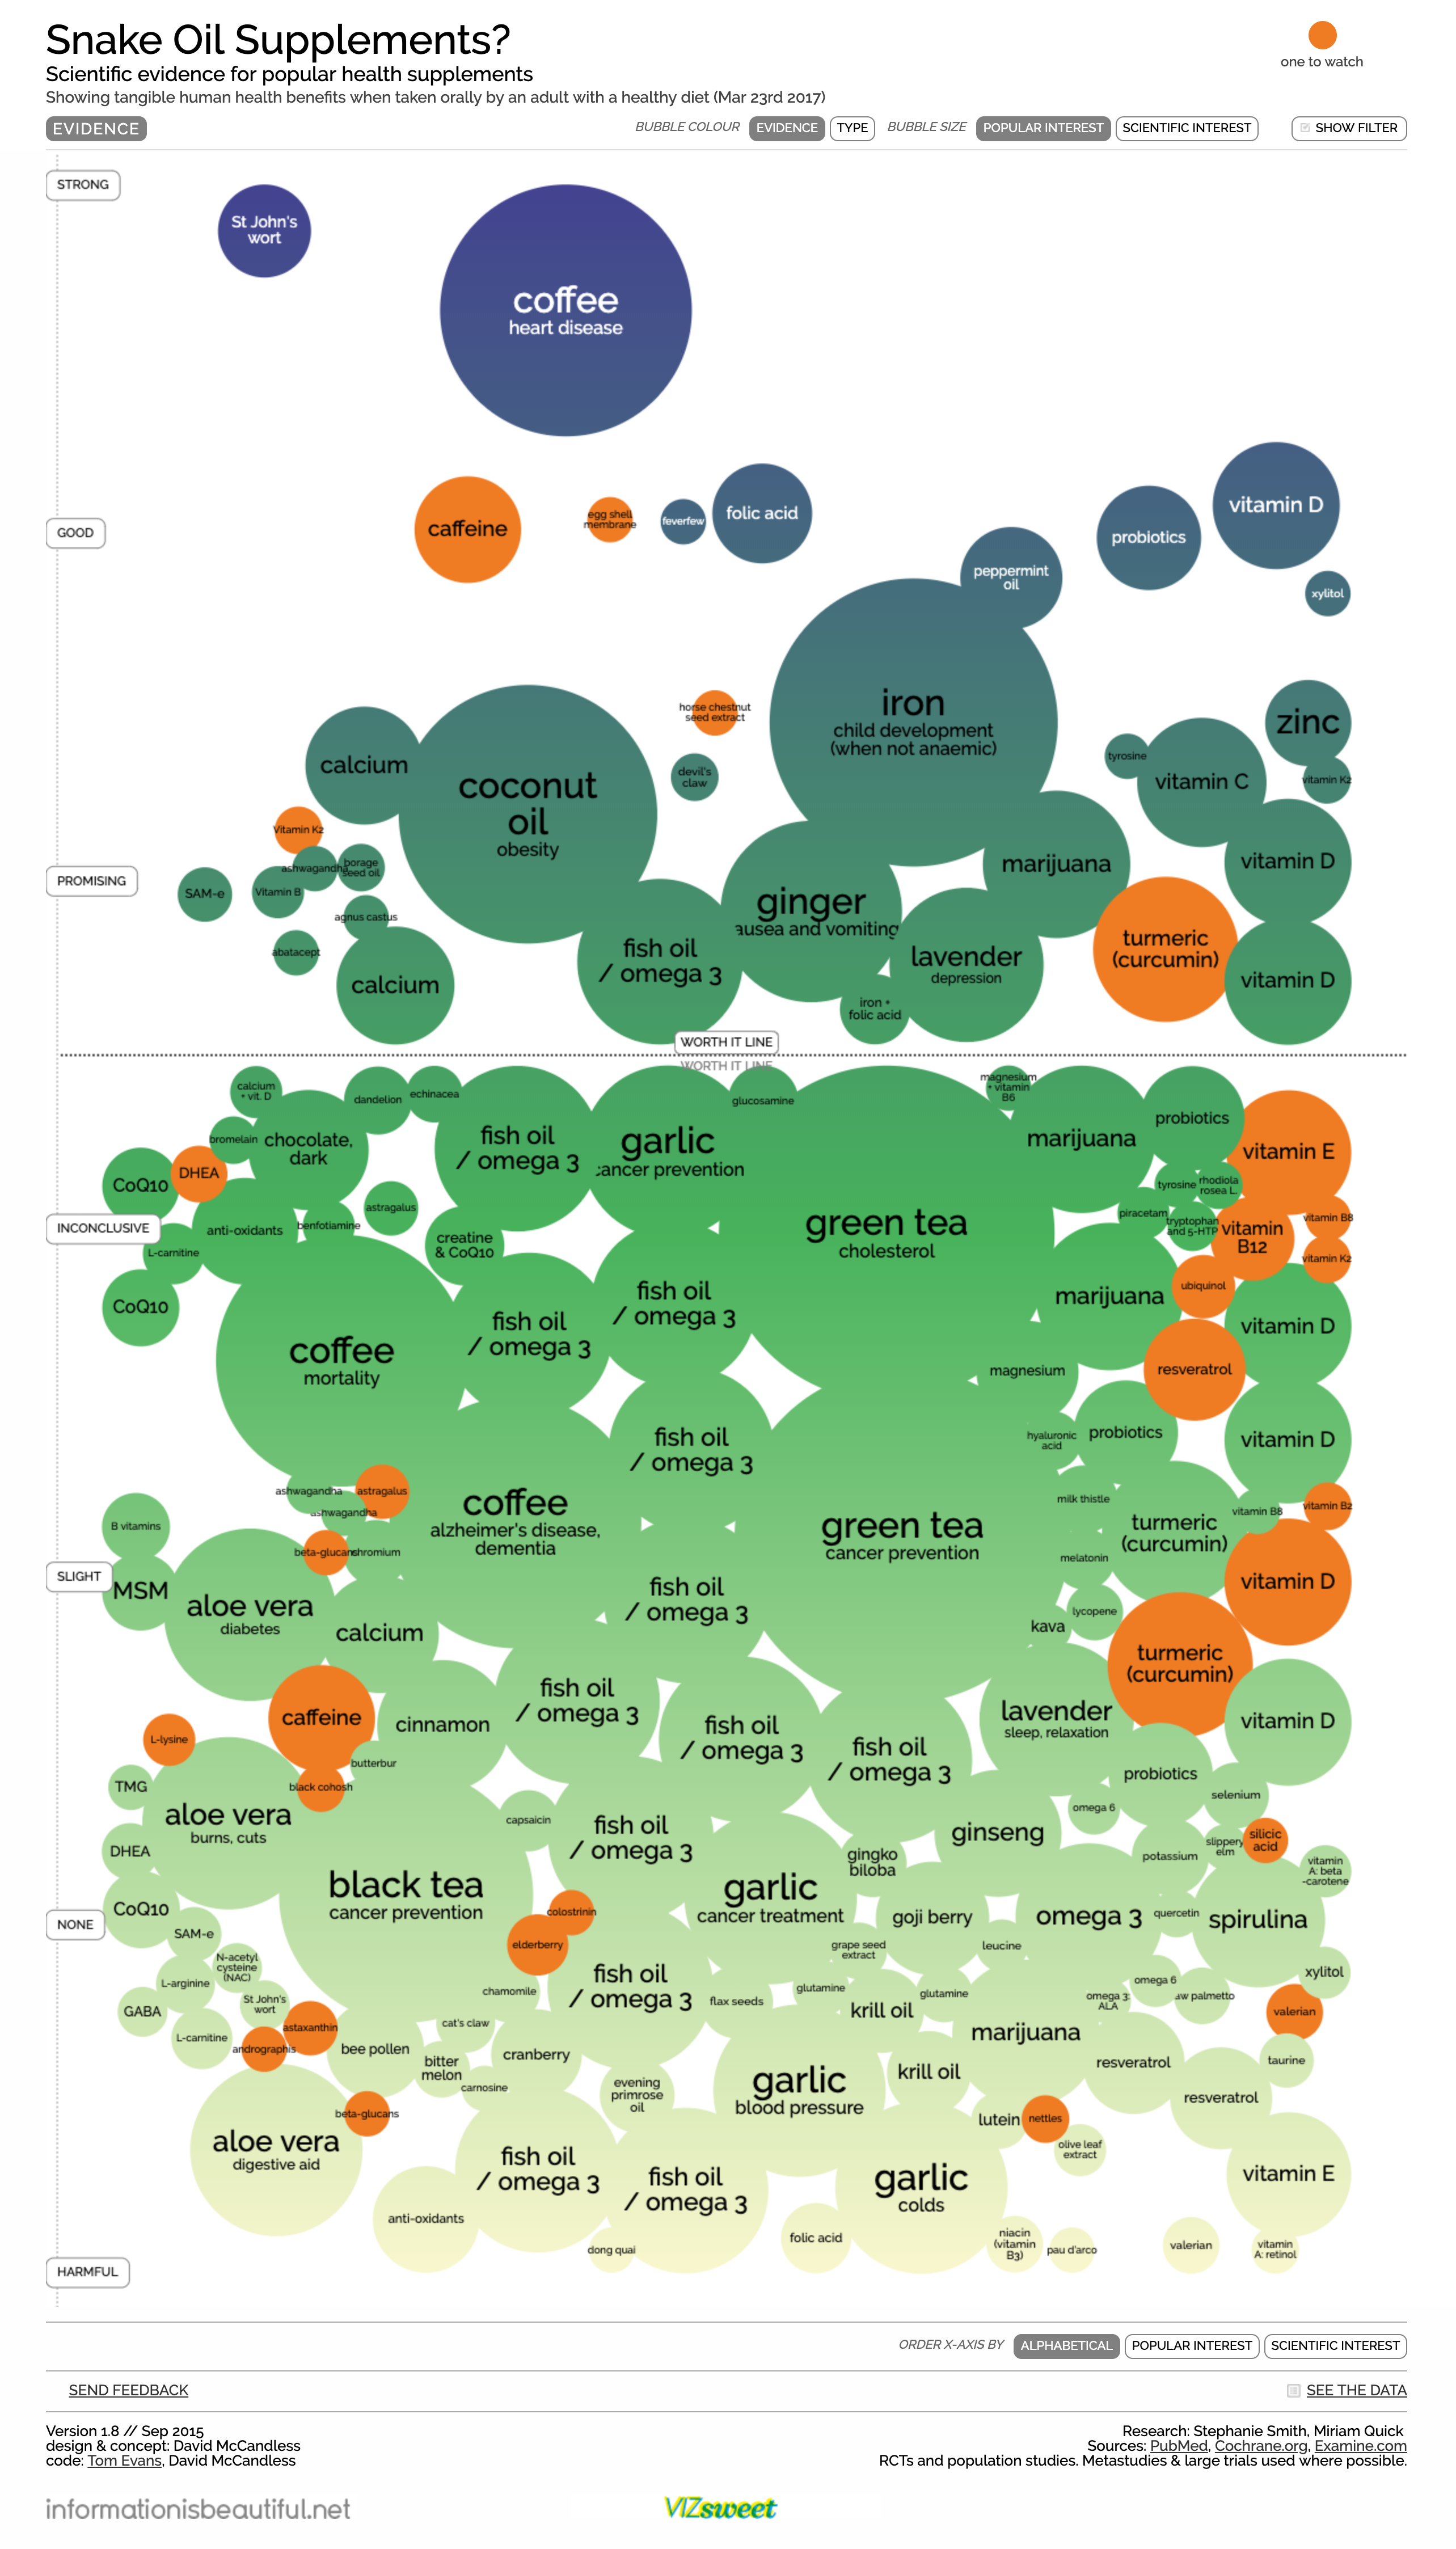 Snake Oil Supplements?
one to watch
Scientific evidence for popular health supplements
Showing tangible human health benefits when taken orally by an adult with a healthy diet (Mar 23rd 2017)
EVIDENCE
BUBBLE COLOUR
EVIDENCE
TYPE
BUBBLE SIZE
POPULAR INTEREST
SCIENTIFIC INTEREST
SHOW FILTER
STRONG
St John's
wort
coffee
heart disease
GOOD
caffeine
egg shell
membrane
feverfew
folic acid
peppermint
oil
probiotics
vitamin D
xylitol
horse chestnut
seed extract
iron
child development
(when not anaemic)
zinc
calcium
coconut
oil
obesity
devil's
claw
tyrosine
vitamin C
vitamin K2
Vitamin K2
PROMISING
SAM-e
Vitamin B
ashwagandha
borage
seed oil
agnus castus
abatacept
calcium
fish oil
/ omega 3
ginger
ausea and vomiting
marijuana
lavender
depression
iron +
folic acid
turmeric
(curcumin)
vitamin D
vitamin D
WORTH IT LINE
WORTH IT LINE
calcium
+ vit. D
dandelion
echinacea
glucosamine
magnesium
+ vitamin
B6
bromelain
chocolate,
dark
fish oil
/ omega 3
garlic
cancer prevention
marijuana
probiotics
vitamin E
CoQ10
DHEA
astragalus
tyrosine
rhodiola
rosea L.
INCONCLUSIVE
anti-oxidants
benfotiamine
creatine
& CoQ10
green tea
cholesterol
piracetam
tryptophan
and 5-HTP
vitamin
B12
vitamin B8
L-carnitine
vitamin K2
CoQ10
fish oil
/ omega 3
fish oil
/ omega 3
marijuana
ubiquinol
vitamin D
coffee
mortality
magnesium
resveratrol
fish oil
/ omega 3
hyaluronic
acid
probiotics
vitamin D
ashwagandha
astragalus
ashwagandha
coffee
alzheimer's disease,
dementia
milk thistle
vitamin B8
vitamin B2
B vitamins
beta-glucans
chromium
green tea
cancer prevention
turmeric
(curcumin)
melatonin
SLIGHT
MSM
aloe vera
diabetes
calcium
fish oil
/ omega 3
lycopene
kava
vitamin D
turmeric
(curcumin)
caffeine
cinnamon
fish oil
/ omega 3
fish oil
/ omega 3
fish oil
/ omega 3
lavender
sleep, relaxation
vitamin D
L-lysine
butterbur
black cohosh
TMG
probiotics
selenium
aloe vera
burns, cuts
capsaicin
fish oil
/ omega 3
omega 6
ginseng
DHEA
gingko
biloba
potassium
slippery
elm
silicic
acid
vitamin
A: beta
-carotene
black tea
cancer prevention
garlic
cancer treatment
CoQ10
NONE
colostrinin
goji berry
omega 3
quercetin
spirulina
SAM-e
elderberry
grape seed
extract
leucine
N-acetyl
cysteine
(NAC)
L-arginine
chamomile
fish oil
/ omega 3
flax seeds
glutamine
glutamine
omega 6
xylitol
GABA
St John's
wort
krill oil
omega 3:
ALA
aw palmetto
valerian
L-carnitine
astaxanthin
andrographis
bee pollen
cat's claw
bitter
melon
cranberry
marijuana
resveratrol
taurine
carnosine
evening
primrose
oil
garlic
blood pressure
krill oil
resveratrol
beta-glucans
lutein
nettles
aloe vera
digestive aid
fish oil
/ omega 3
fish oil
/ omega 3
olive leaf
extract
garlic
colds
vitamin E
anti-oxidants
dong quai
folic acid
niacin
(vitamin
B3)
pau d'arco
valerian
vitamin
A: retinol
HARMFUL
ORDER X-AXIS BY
ALPHABETICAL
POPULAR INTEREST
SCIENTIFIC INTEREST
SEND FEEDBACK
SEE THE DATA
Version 1.8 // Sep 2015
design & concept: David McCandless
code: Tom Evans, David McCandless
Research: Stephanie Smith, Miriam Quick
Sources: PubMed, Cochrane.org, Examine.com
RCTs and population studies. Metastudies & large trials used where possible.
informationisbeautiful.net
VIZsweet